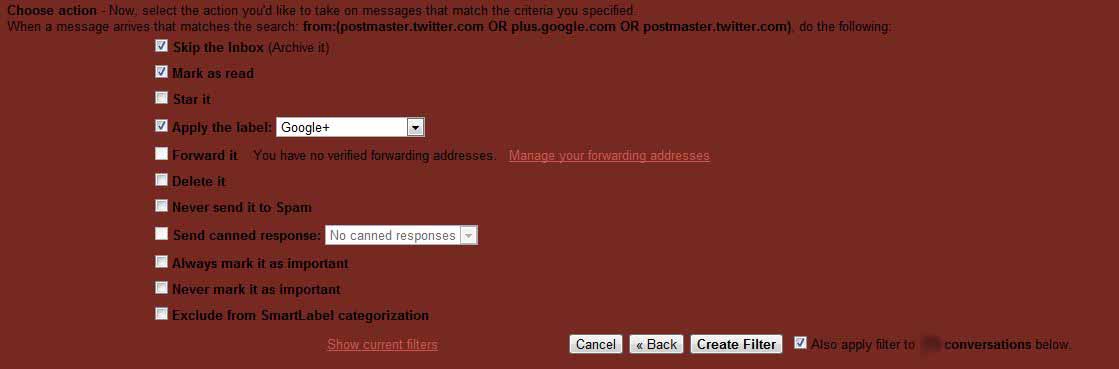 Choose action - Now, select the action you'd like to take on messages that match the criteria you specified.
When a message arrives that matches the search: from:(postmaster.twitter.com OR plus.google.com OR postmaster.twitter.com), do the following:
Skip the Inbox (Archive it)
Mark as read
Star it
Apply the label: Google+
Forward it You have no verified forwarding addresses. Manage your forwarding addresses
Delete it
Never send it to Spam
Send canned response: No canned responses
Always mark it as important
Never mark it as important
Exclude from SmartLabel categorization
Show current filters Cancel « Back Create Filter Also apply filter to conversations below.